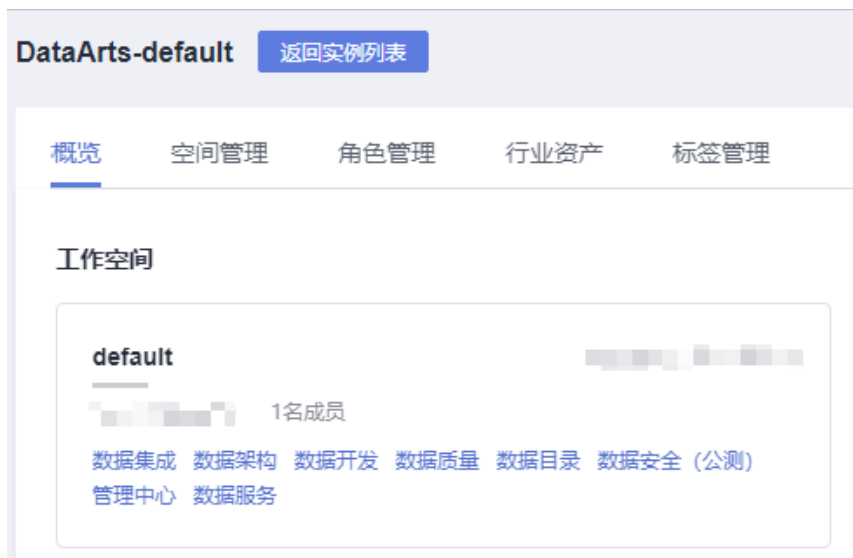 DataArts-default 返回实例列表
概览 空间管理 角色管理 行业资产 标签管理
工作空间
default
1名成员
数据集成 数据架构 数据开发 数据质量 数据目录 数据安全（公测）
管理中心 数据服务